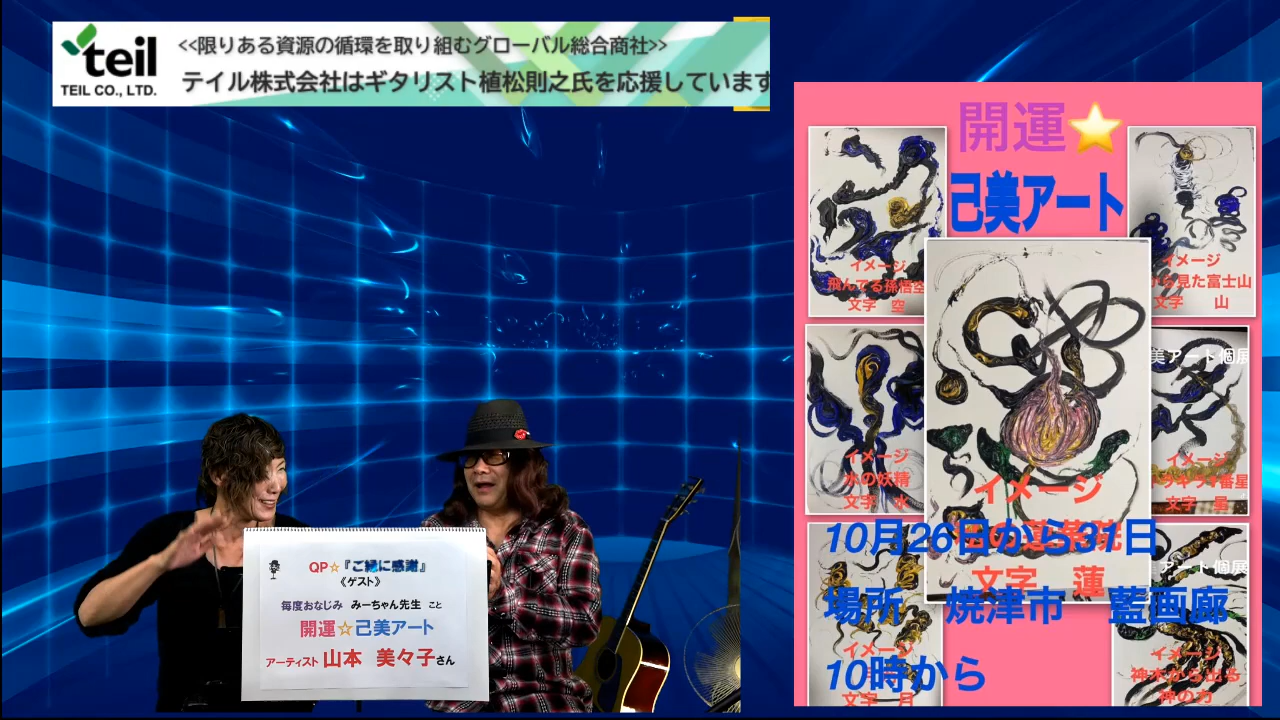 teil
TEIL CO., LTD.
<<限りある資源の循環を取り組むグローバル総合商社>>
テイル株式会社はギタリスト植松則之氏を応援しています
QP☆『ご縁に感謝』
《ゲスト》
毎度おなじみ みーちゃん先生 こと
開運☆己美アート
アーティスト 山本 美々子さん
開運
己美アート
イメージ
飛んでる孫悟空
文字 空
イメージ
ら見た富士山
文字 山
イメージ
水の妖精
文字 水
美アート個展
イメージ
1番星
文字 星
イメージ
文字 蓮
アート個展
イメージ
文字 月
イメージ
神木から出る
神の力
10月26日から31日
場所 焼津市 藍画廊
10時から